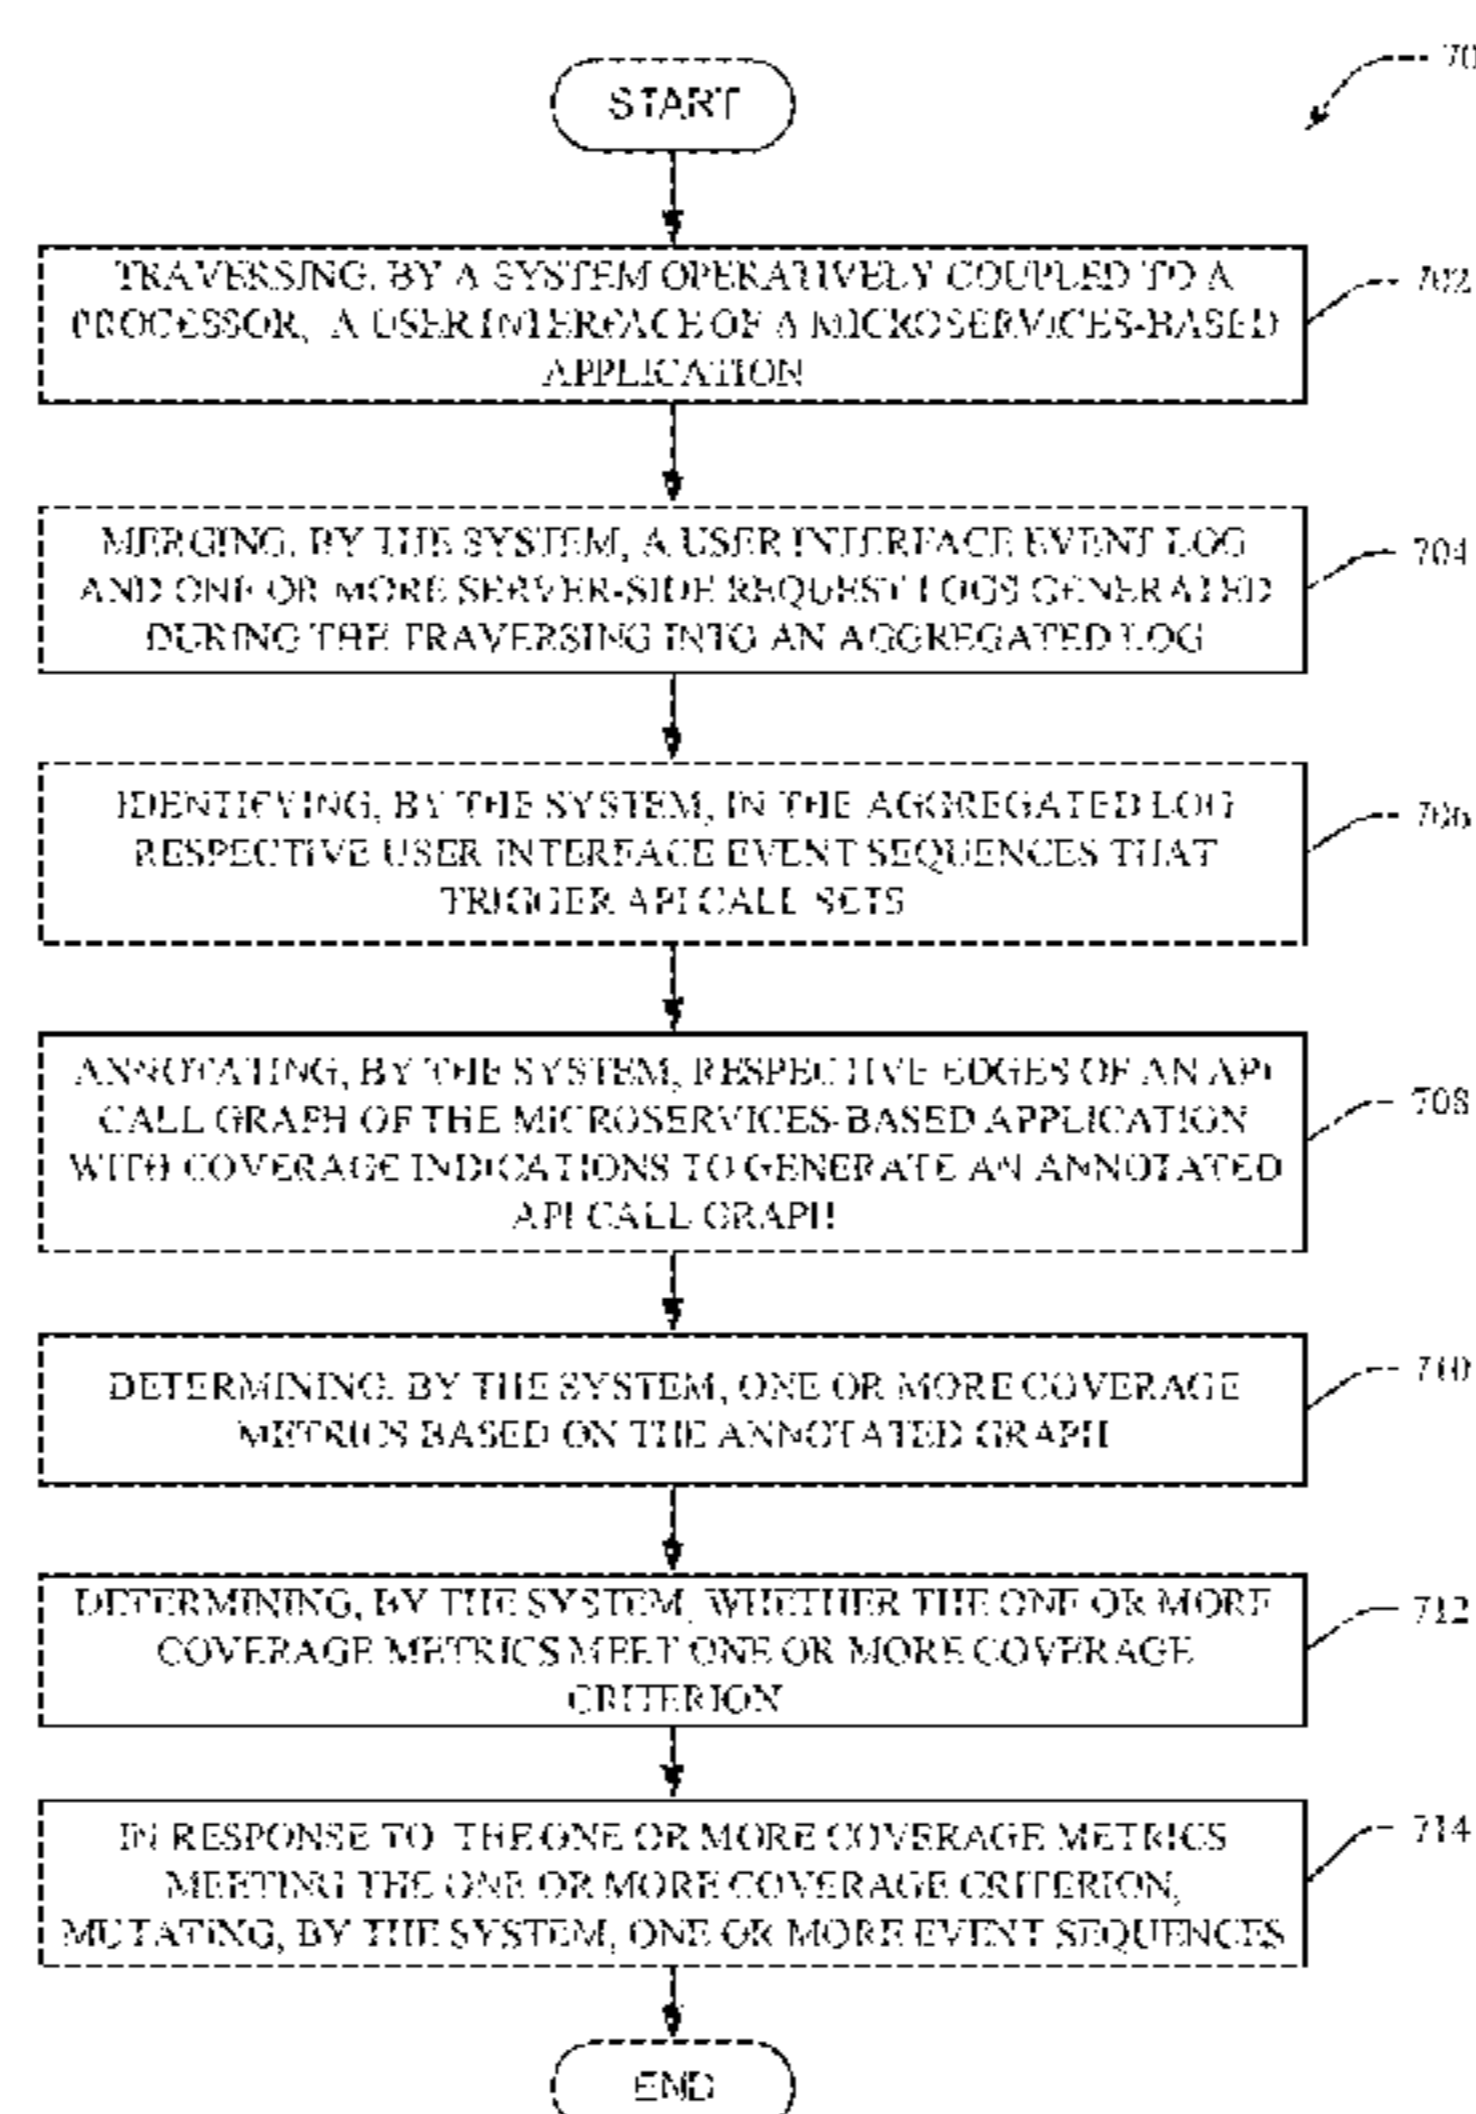 70
START
TRAVERSING, BY A SYSTEM OPERATIVELY COUPLED TO A
PROCESSOR, A USER INTERFACE OF A MICROSERVICES-BASED
APPLICATION
702
MERGING, BY THE SYSTEM, A USER INTERFACE EVENT LOG
AND ONE OR MORE SERVER-SIDE REQUEST LOGS GENERATED
DURING THE TRAVERSING INTO AN AGGREGATED LOG
704
IDENTIFYING, BY THE SYSTEM, IN THE AGGREGATED LOG
RESPECTIVE USER INTERFACE EVENT SEQUENCES THAT
TRIGGER API CALL SETS
706
ANNOTATING, BY THE SYSTEM, RESPECTIVE EDGES OF AN API
CALL GRAPH OF THE MICROSERVICES-BASED APPLICATION
WITH COVERAGE INDICATIONS TO GENERATE AN ANNOTATED
API CALL GRAPH
708
DETERMINING, BY THE SYSTEM, ONE OR MORE COVERAGE
METRICS BASED ON THE ANNOTATED GRAPH
710
DETERMINING, BY THE SYSTEM, WHETHER THE ONE OR MORE
COVERAGE METRICS MEET ONE OR MORE COVERAGE
CRITERION
712
IN RESPONSE TO THE ONE OR MORE COVERAGE METRICS
MEETING THE ONE OR MORE COVERAGE CRITERION,
MUTATING, BY THE SYSTEM, ONE OR MORE EVENT SEQUENCES
714
END